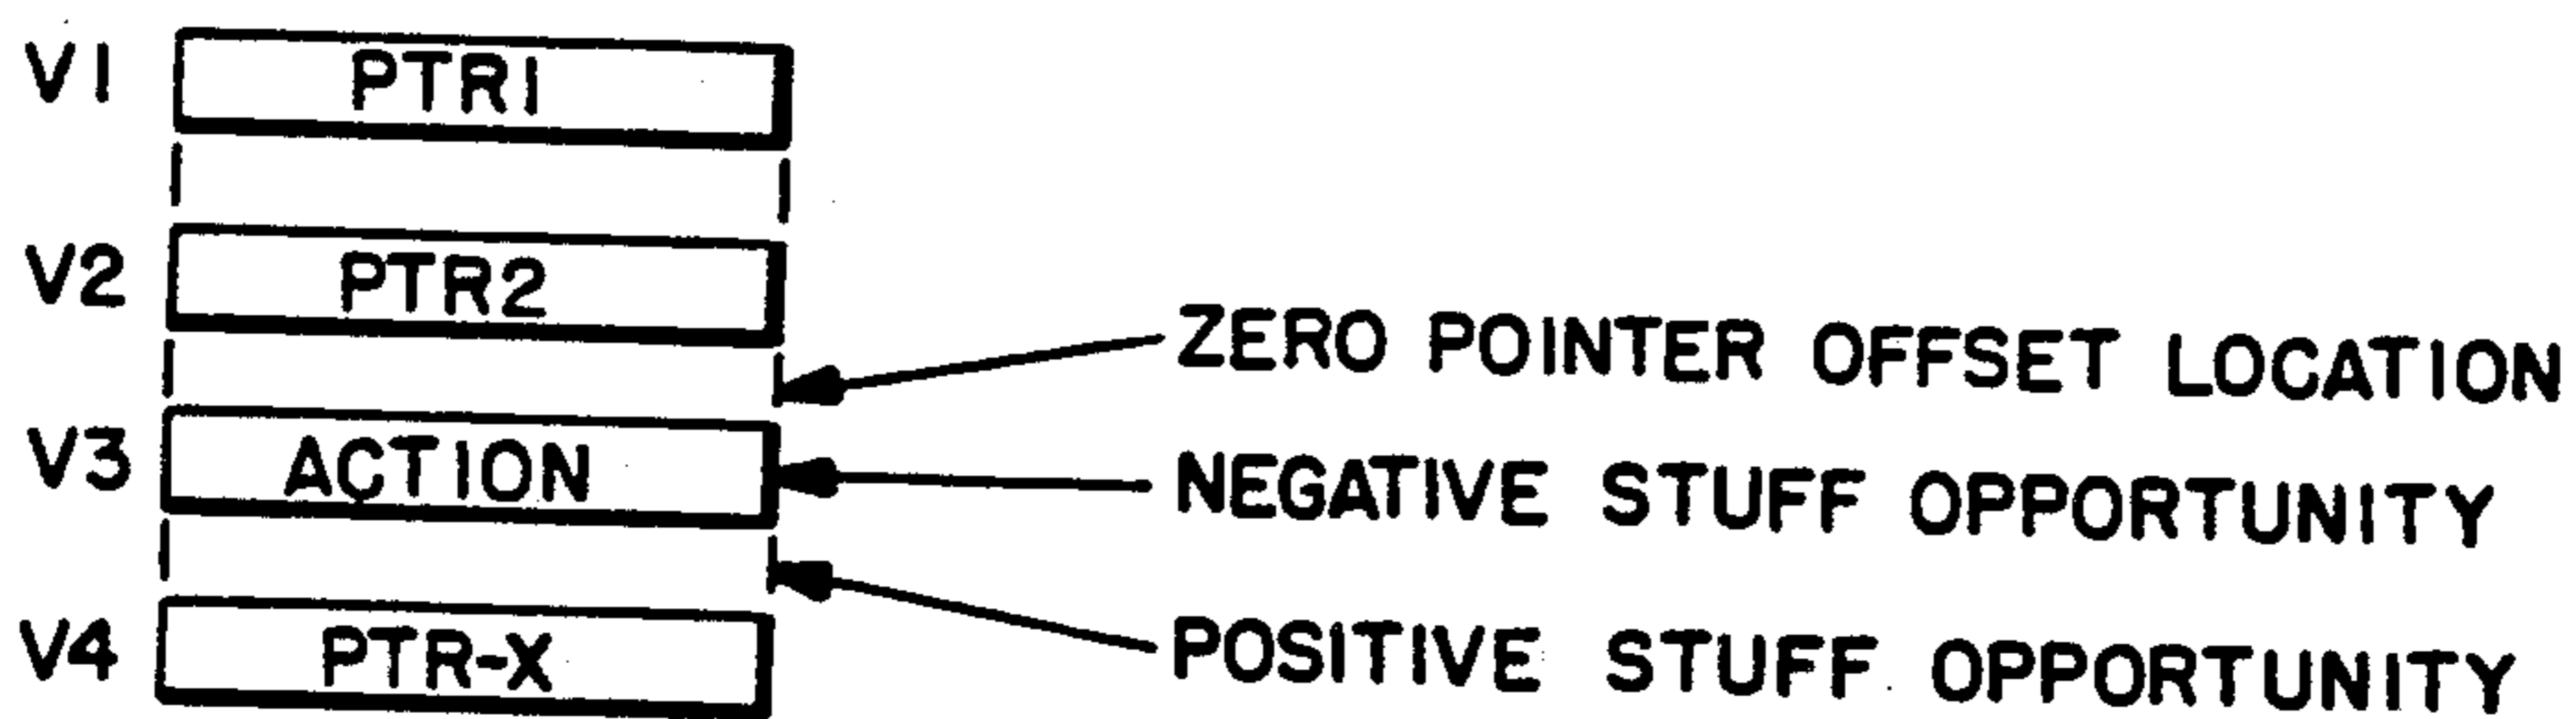 V1 PTR1
V2 PTR2
ZERO POINTER OFFSET LOCATION
V3 ACTION
NEGATIVE STUFF OPPORTUNITY
POSITIVE STUFF OPPORTUNITY
V4 PTR-X